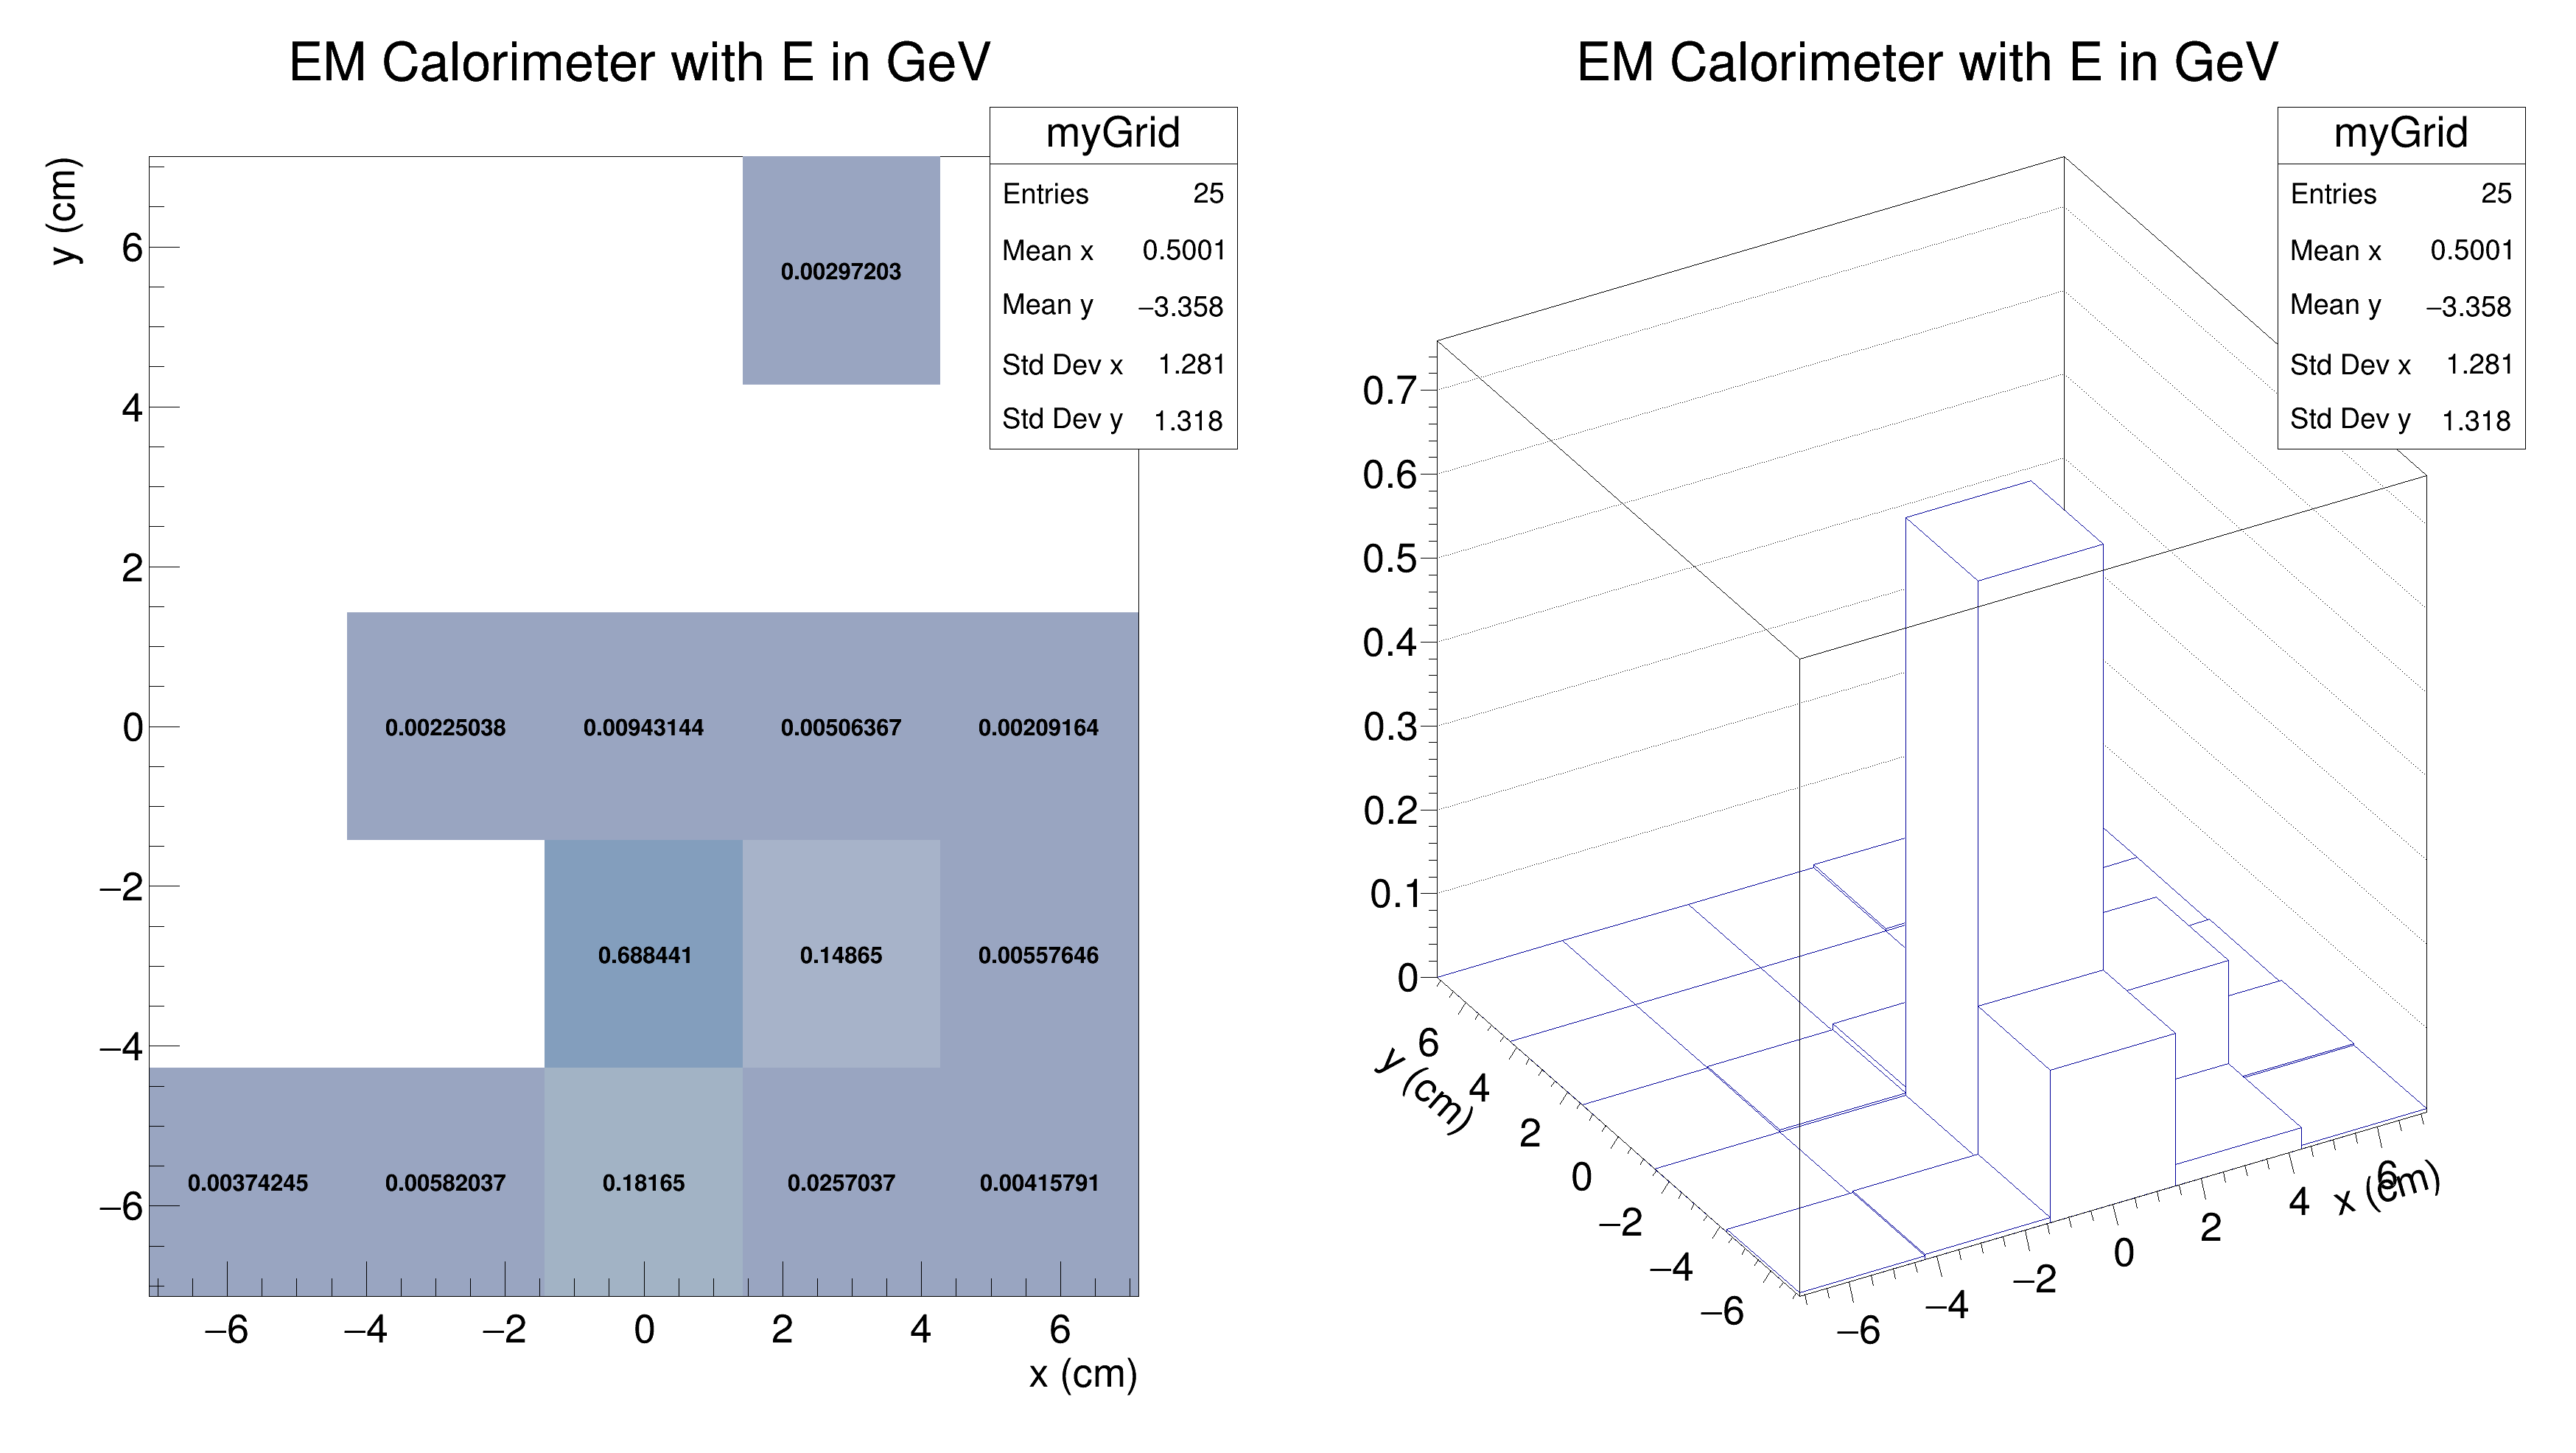 EM Calorimeter with E in GeV
myGrid
Entries 25
Mean x 0.5001
Mean y −3.358
Std Dev x 1.281
Std Dev y 1.318
y (cm)
6
4
2
0
−2
−4
−6
0.00297203
0.00225038 0.00943144 0.00506367 0.00209164
0.688441 0.14865 0.00557646
0.00374245 0.00582037 0.18165 0.0257037 0.00415791
−6 −4 −2 0 2 4 6
x (cm)
EM Calorimeter with E in GeV
myGrid
Entries 25
Mean x 0.5001
Mean y −3.358
Std Dev x 1.281
Std Dev y 1.318
0.7
0.6
0.5
0.4
0.3
0.2
0.1
0
6
4
2
0
−2
−4
−6
y (cm)
−6 −4 −2 0 2 4 6
x (cm)